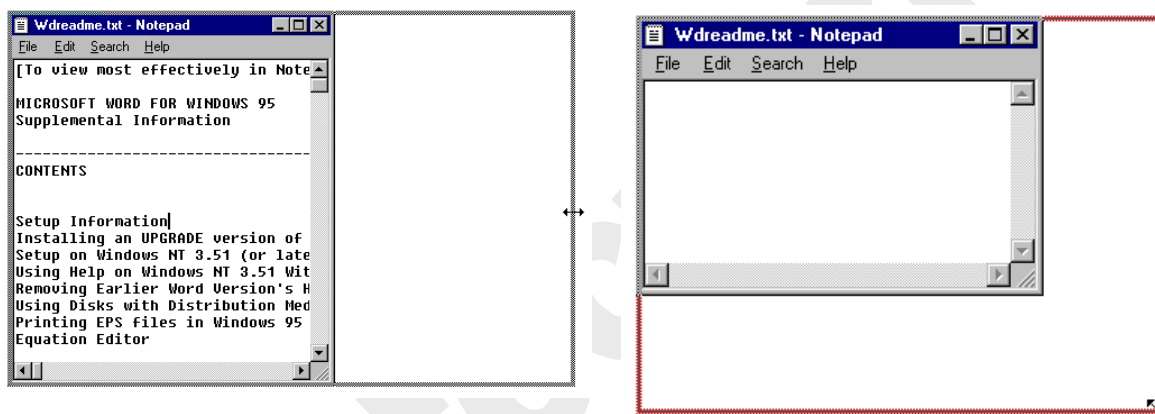 Wdreadme.txt - Notepad
File Edit Search Help
[To view most effectively in Note
MICROSOFT WORD FOR WINDOWS 95
Supplemental Information
---------------------------------
CONTENTS
Setup Information
Installing an UPGRADE version of
Setup on Windows NT 3.51 (or late
Using Help on Windows NT 3.51 Wit
Removing Earlier Word Version's H
Using Disks with Distribution Med
Printing EPS files in Windows 95
Equation Editor
Wdreadme.txt - Notepad
File Edit Search Help